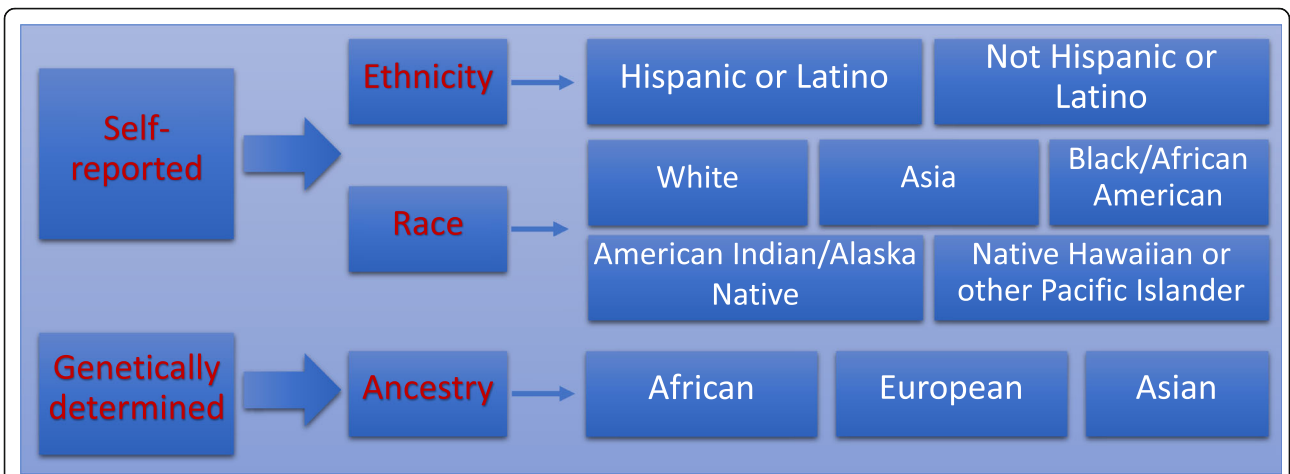 Self-
reported
Ethnicity
Hispanic or Latino
Not Hispanic or
Latino
Race
White
Asia
Black/African
American
American Indian/Alaska
Native
Native Hawaiian or
other Pacific Islander
Genetically
determined
Ancestry
African
European
Asian